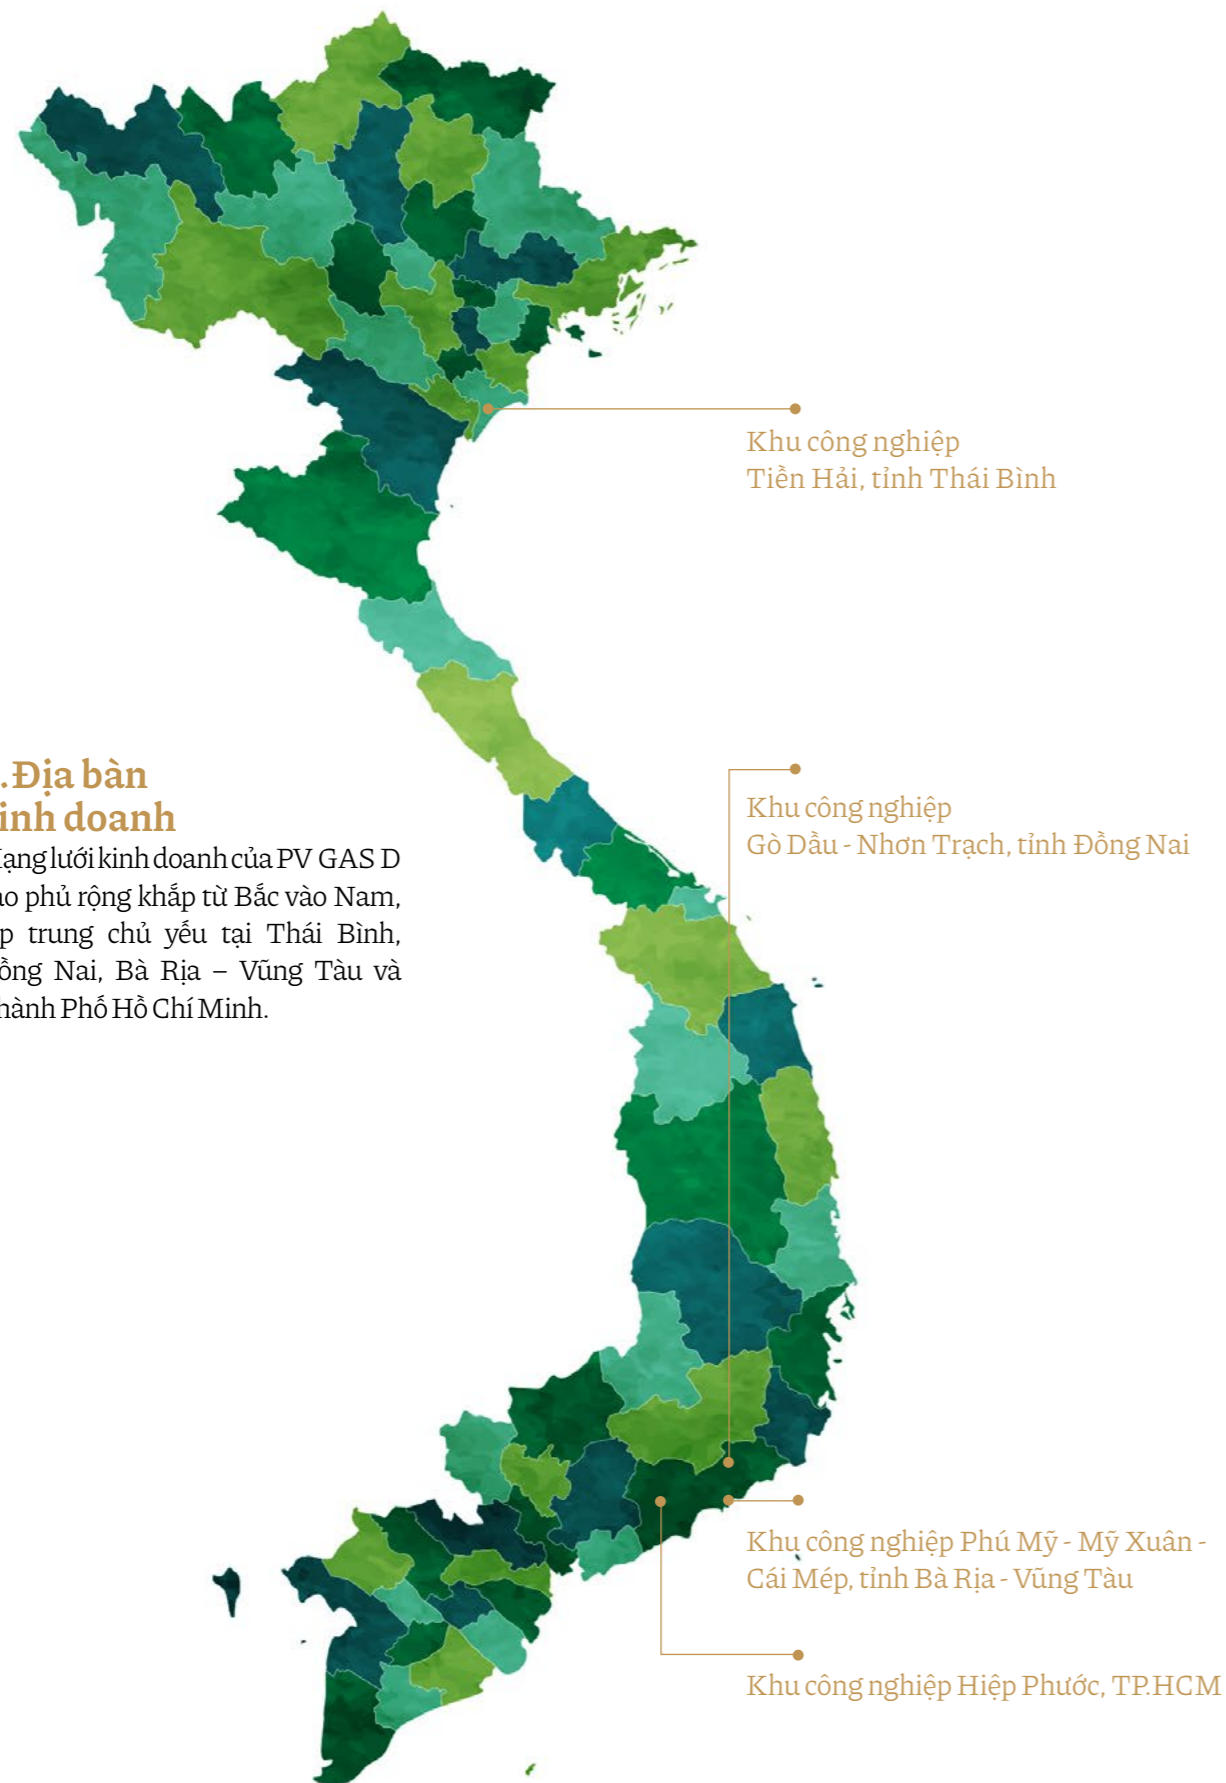 Khu công nghiệp
Tiền Hải, tỉnh Thái Bình
.Địa bàn
inh doanh
ạng lưới kinh doanh của PV GAS D
ao phủ rộng khắp từ Bắc vào Nam,
ập trung chủ yếu tại Thái Bình,
ồng Nai, Bà Rịa – Vũng Tàu và
hành Phố Hồ Chí Minh.
Khu công nghiệp
Gò Dầu - Nhơn Trạch, tỉnh Đồng Nai
Khu công nghiệp Phú Mỹ - Mỹ Xuân -
Cái Mép, tỉnh Bà Rịa - Vũng Tàu
Khu công nghiệp Hiệp Phước, TP.HCM